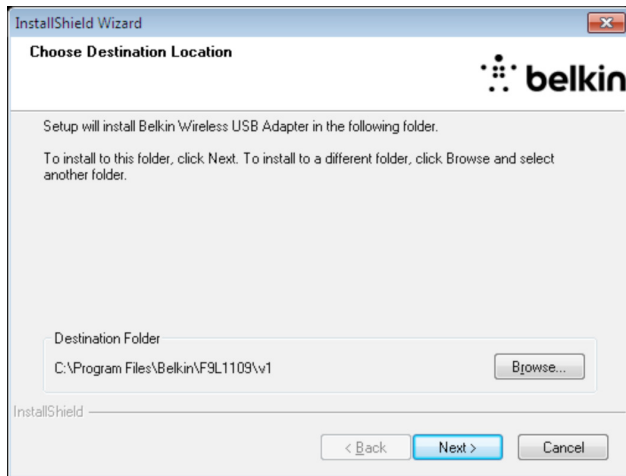 InstallShield Wizard
Choose Destination Location
belkin
Setup will install Belkin Wireless USB Adapter in the following folder.
To install to this folder, click Next. To install to a different folder, click Browse and select
another folder.
Destination Folder
C:\Program Files\Belkin\F9L1109\v1
Browse...
InstallShield
< Back
Next >
Cancel